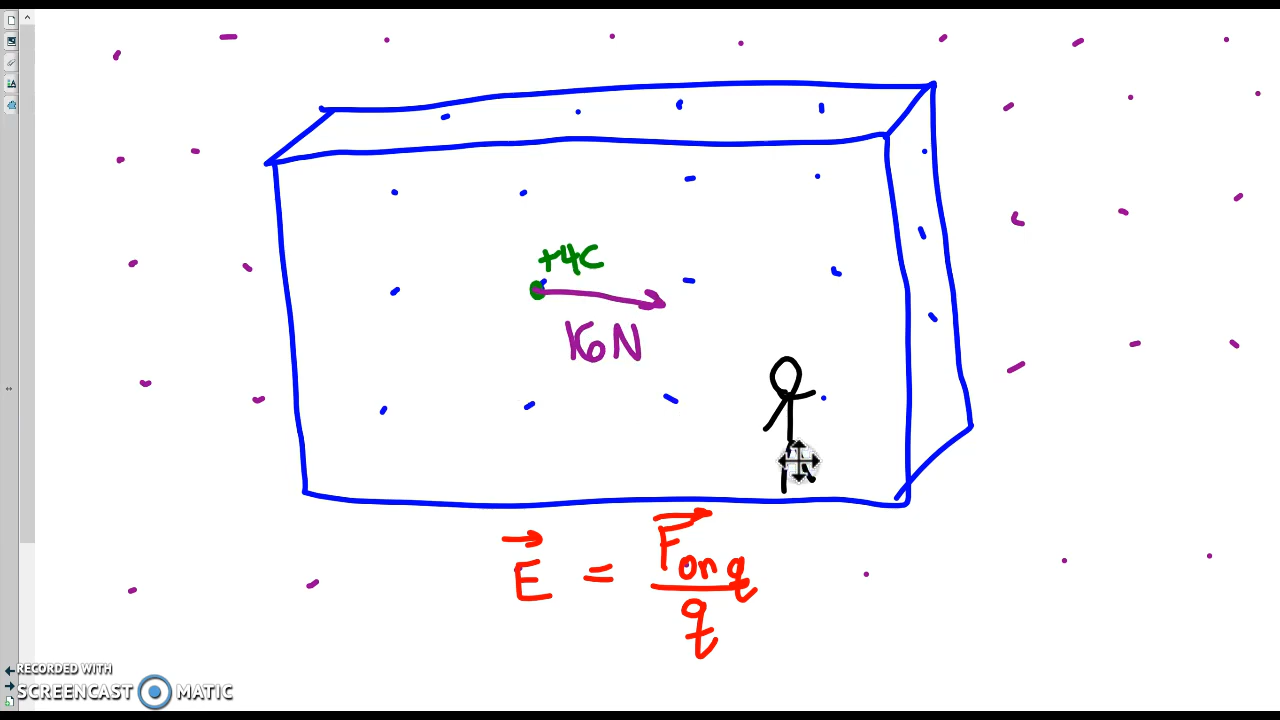 +4C
16N
E = F on q
q
RECORDED WITH
SCREENCAST MATIC